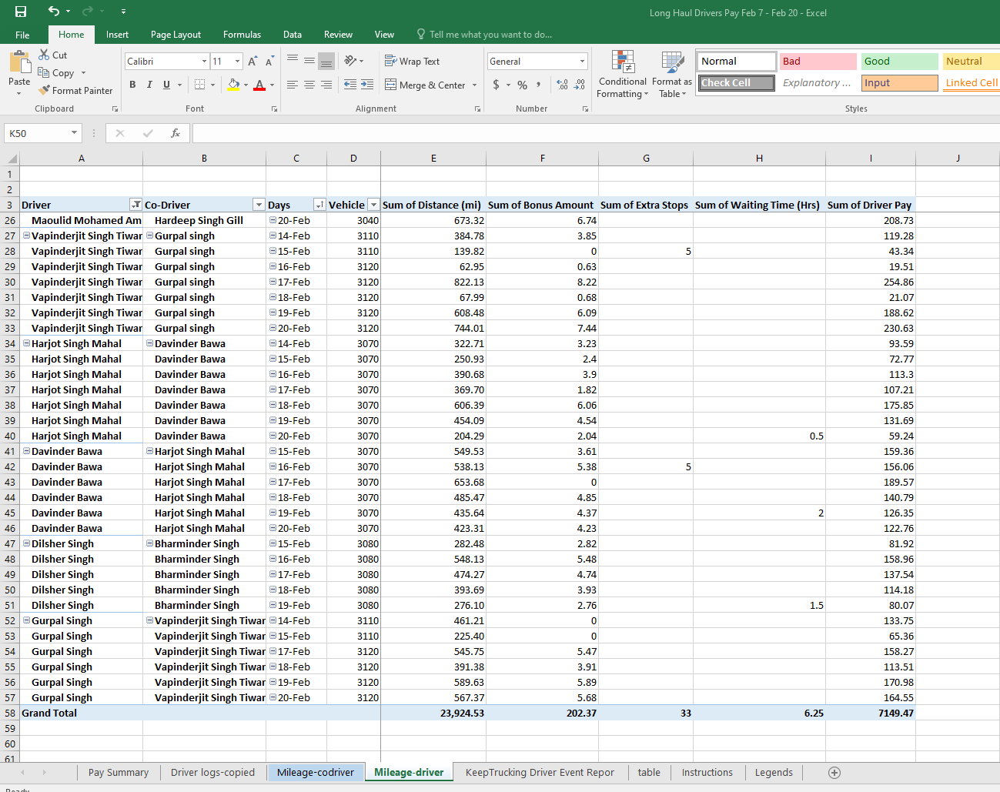 Long Haul Drivers Pay Feb 7 - Feb 20 - Excel
File Home Insert Page Layout Formulas Data Review View Tell me what you want to do...
Paste
Cut
Copy
Format Painter
Clipboard
Calibri 11
B I U
Font
Wrap Text
Merge & Center
Alignment
General
$ % , .0 .00 .00 .0
Number
Conditional Formatting
Format as Table
Normal Bad Good Neutral
Check Cell Explanatory ... Input Linked Cell
Styles
K50 fx
A B C D E F G H I J
1
2
3 Driver Co-Driver Days Vehicle Sum of Distance (mi) Sum of Bonus Amount Sum of Extra Stops Sum of Waiting Time (Hrs) Sum of Driver Pay
26 Maoulid Mohamed Am Hardeep Singh Gill 20-Feb 3040 673.32 6.74 208.73
27 Vapinderjit Singh Tiwar Gurpal singh 14-Feb 3110 384.78 3.85 119.28
28 Vapinderjit Singh Tiwar Gurpal singh 15-Feb 3110 139.82 0 5 43.34
29 Vapinderjit Singh Tiwar Gurpal singh 16-Feb 3120 62.95 0.63 19.51
30 Vapinderjit Singh Tiwar Gurpal singh 17-Feb 3120 822.13 8.22 254.86
31 Vapinderjit Singh Tiwar Gurpal singh 18-Feb 3120 67.99 0.68 21.07
32 Vapinderjit Singh Tiwar Gurpal singh 19-Feb 3120 608.48 6.09 188.62
33 Vapinderjit Singh Tiwar Gurpal singh 20-Feb 3120 744.01 7.44 230.63
34 Harjot Singh Mahal Davinder Bawa 14-Feb 3070 322.71 3.23 93.59
35 Harjot Singh Mahal Davinder Bawa 15-Feb 3070 250.93 2.4 72.77
36 Harjot Singh Mahal Davinder Bawa 16-Feb 3070 390.68 3.9 113.3
37 Harjot Singh Mahal Davinder Bawa 17-Feb 3070 369.70 1.82 107.21
38 Harjot Singh Mahal Davinder Bawa 18-Feb 3070 606.39 6.06 175.85
39 Harjot Singh Mahal Davinder Bawa 19-Feb 3070 454.09 4.54 131.69
40 Harjot Singh Mahal Davinder Bawa 20-Feb 3070 204.29 2.04 0.5 59.24
41 Davinder Bawa Harjot Singh Mahal 15-Feb 3070 549.53 3.61 159.36
42 Davinder Bawa Harjot Singh Mahal 16-Feb 3070 538.13 5.38 5 156.06
43 Davinder Bawa Harjot Singh Mahal 17-Feb 3070 653.68 0 189.57
44 Davinder Bawa Harjot Singh Mahal 18-Feb 3070 485.47 4.85 140.79
45 Davinder Bawa Harjot Singh Mahal 19-Feb 3070 435.64 4.37 2 126.35
46 Davinder Bawa Harjot Singh Mahal 20-Feb 3070 423.31 4.23 122.76
47 Dilsher Singh Bharminder Singh 15-Feb 3080 282.48 2.82 81.92
48 Dilsher Singh Bharminder Singh 16-Feb 3080 548.13 5.48 158.96
49 Dilsher Singh Bharminder Singh 17-Feb 3080 474.27 4.74 137.54
50 Dilsher Singh Bharminder Singh 18-Feb 3080 393.69 3.93 114.18
51 Dilsher Singh Bharminder Singh 19-Feb 3080 276.10 2.76 1.5 80.07
52 Gurpal Singh Vapinderjit Singh Tiwar 14-Feb 3110 461.21 0 133.75
53 Gurpal Singh Vapinderjit Singh Tiwar 15-Feb 3110 225.40 0 65.36
54 Gurpal Singh Vapinderjit Singh Tiwar 17-Feb 3120 545.75 5.47 158.27
55 Gurpal Singh Vapinderjit Singh Tiwar 18-Feb 3120 391.38 3.91 113.51
56 Gurpal Singh Vapinderjit Singh Tiwar 19-Feb 3120 589.63 5.89 170.98
57 Gurpal Singh Vapinderjit Singh Tiwar 20-Feb 3120 567.37 5.68 164.55
58 Grand Total 23,924.53 202.37 33 6.25 7149.47
59
60
61
Pay Summary Driver logs-copied Mileage-codriver Mileage-driver KeepTrucking Driver Event Repor table Instructions Legends